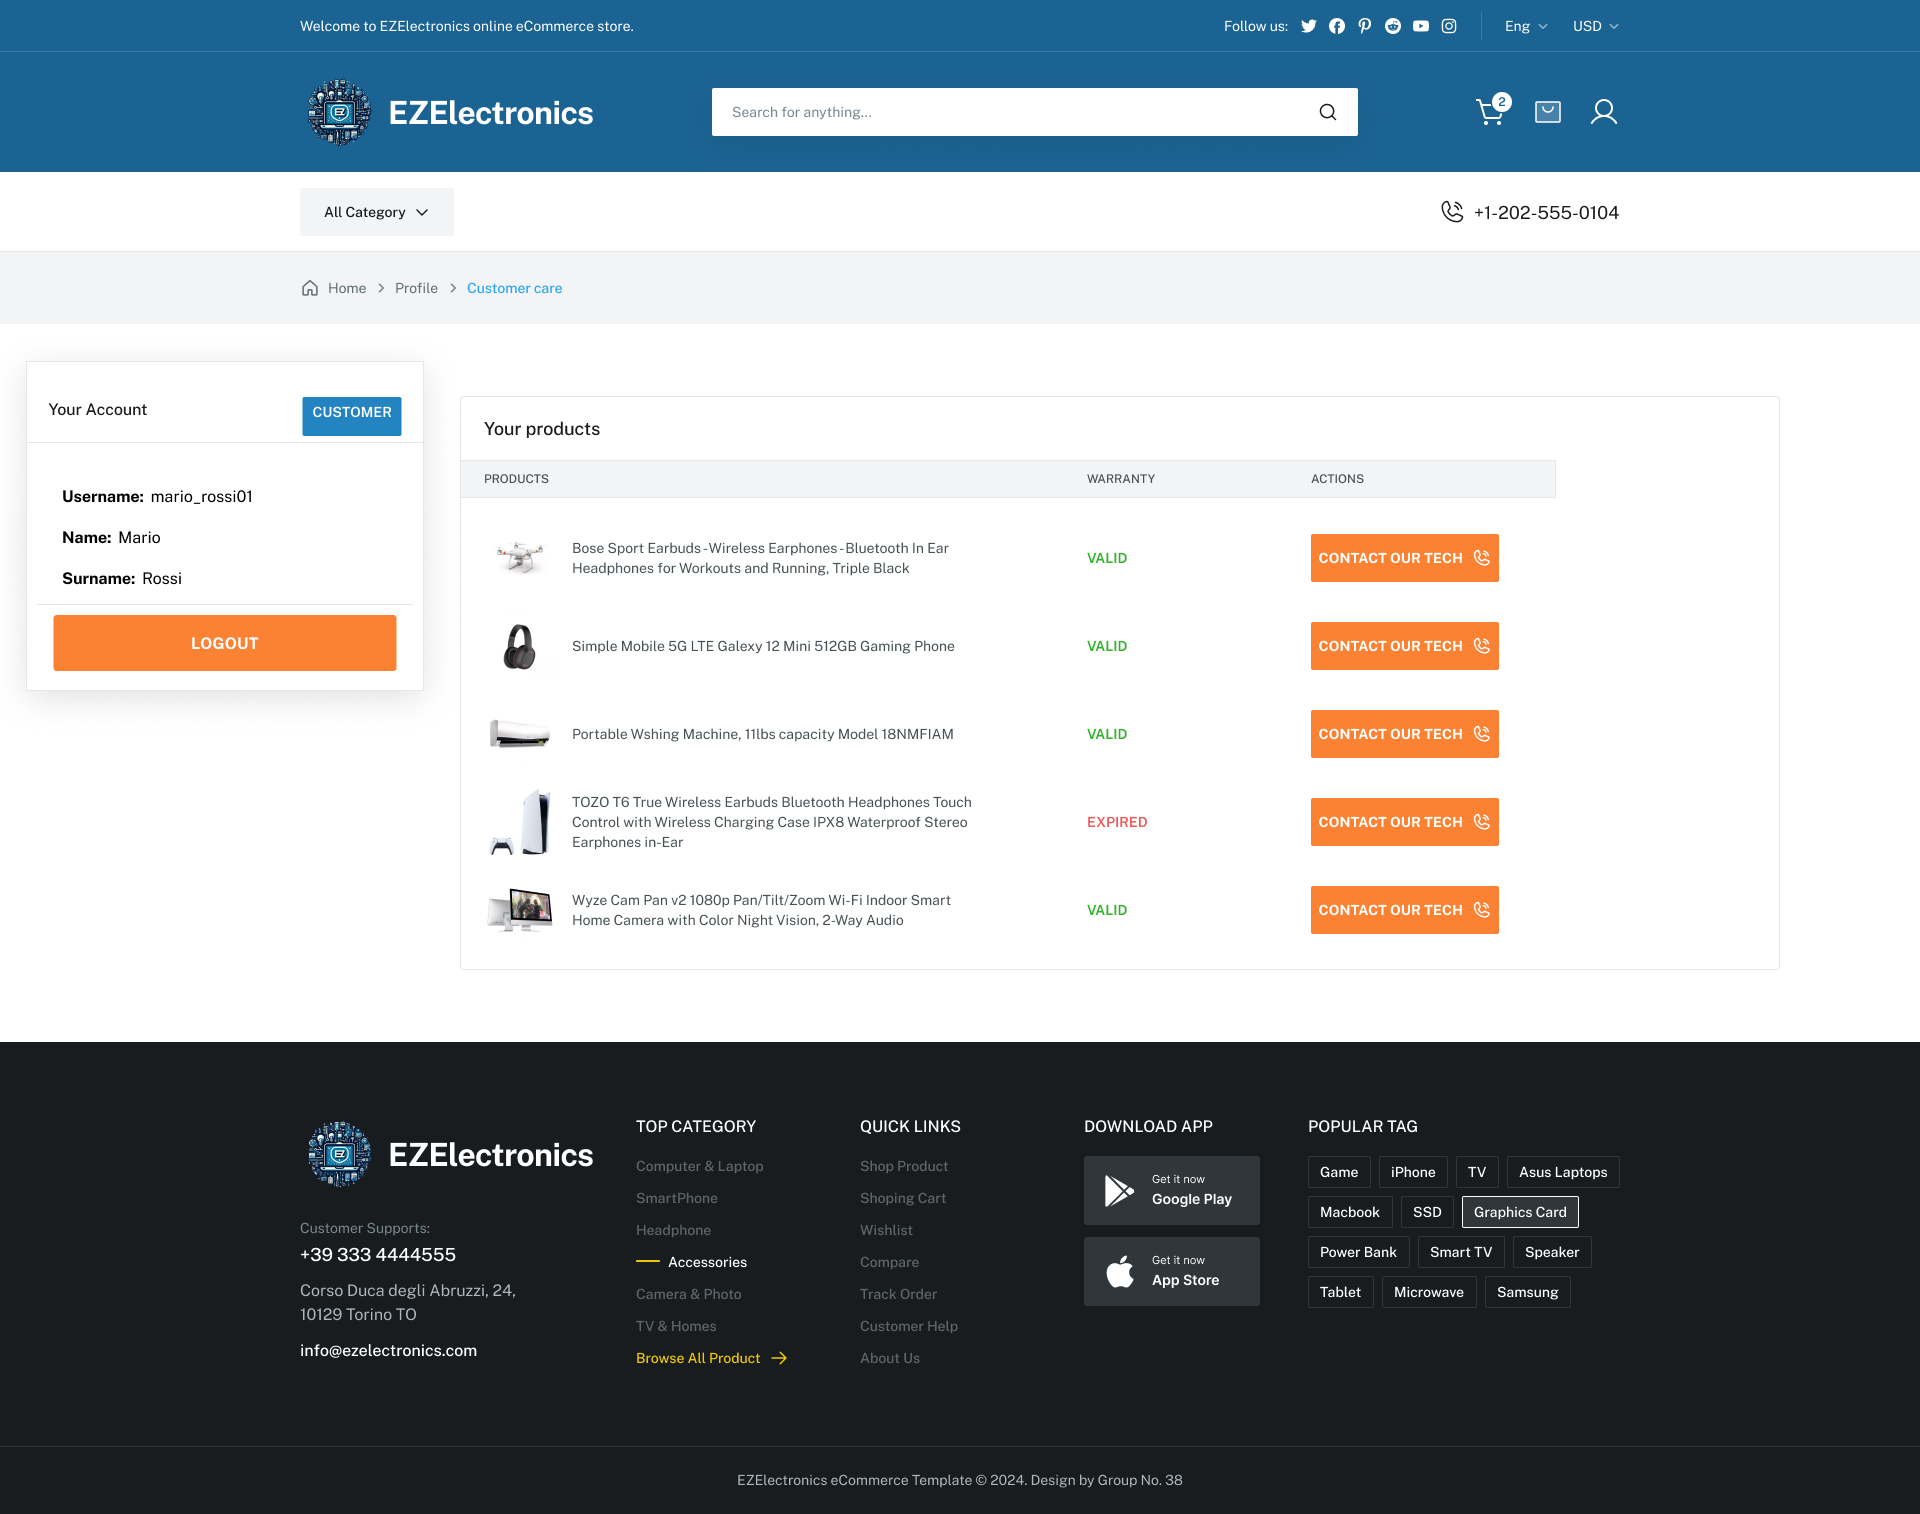 Welcome to EZElectronics online eCommerce store.
Follow us:
Eng
USD
EZ
EZElectronics
Search for anything...
2
All Category
+1-202-555-0104
Home
Profile
Customer care
Your Account
CUSTOMER
Username: mario_rossi01
Name: Mario
Surname: Rossi
LOGOUT
Your products
PRODUCTS
WARRANTY
ACTIONS
Bose Sport Earbuds - Wireless Earphones - Bluetooth In Ear
Headphones for Workouts and Running, Triple Black
VALID
CONTACT OUR TECH
Simple Mobile 5G LTE Galexy 12 Mini 512GB Gaming Phone
VALID
CONTACT OUR TECH
Portable Wshing Machine, 11lbs capacity Model 18NMFIAM
VALID
CONTACT OUR TECH
TOZO T6 True Wireless Earbuds Bluetooth Headphones Touch
Control with Wireless Charging Case IPX8 Waterproof Stereo
Earphones in-Ear
EXPIRED
CONTACT OUR TECH
Wyze Cam Pan v2 1080p Pan/Tilt/Zoom Wi-Fi Indoor Smart
Home Camera with Color Night Vision, 2-Way Audio
VALID
CONTACT OUR TECH
EZ
EZElectronics
Customer Supports:
+39 333 4444555
Corso Duca degli Abruzzi, 24,
10129 Torino TO
info@ezelectronics.com
TOP CATEGORY
Computer & Laptop
SmartPhone
Headphone
Accessories
Camera & Photo
TV & Homes
Browse All Product
QUICK LINKS
Shop Product
Shoping Cart
Wishlist
Compare
Track Order
Customer Help
About Us
DOWNLOAD APP
Get it now
Google Play
Get it now
App Store
POPULAR TAG
Game
iPhone
TV
Asus Laptops
Macbook
SSD
Graphics Card
Power Bank
Smart TV
Speaker
Tablet
Microwave
Samsung
EZElectronics eCommerce Template © 2024. Design by Group No. 38